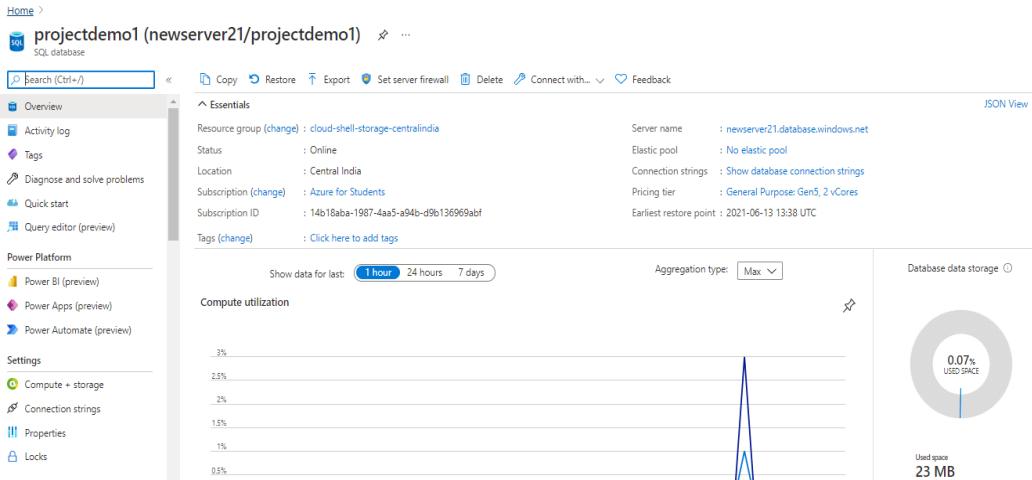 Home >
projectdemo1 (newserver21/projectdemo1) ...
SQL database
Search (Ctrl+/) «
Overview
Activity log
Tags
Diagnose and solve problems
Quick start
Query editor (preview)
Power Platform
Power BI (preview)
Power Apps (preview)
Power Automate (preview)
Settings
Compute + storage
Connection strings
Properties
Locks
Copy Restore Export Set server firewall Delete Connect with... Feedback
Essentials JSON View
Resource group (change) : cloud-shell-storage-centralindia
Status : Online
Location : Central India
Subscription (change) : Azure for Students
Subscription ID : 14b18aba-1987-4aa5-a94b-d9b136969abf
Tags (change) : Click here to add tags
Server name : newserver21.database.windows.net
Elastic pool : No elastic pool
Connection strings : Show database connection strings
Pricing tier : General Purpose: Gen5, 2 vCores
Earliest restore point : 2021-06-13 13:38 UTC
Show data for last: 1 hour 24 hours 7 days
Aggregation type: Max
Compute utilization
3%
2.5%
2%
1.5%
1%
0.5%
Database data storage
0.07%
USED SPACE
Used space
23 MB
SQL